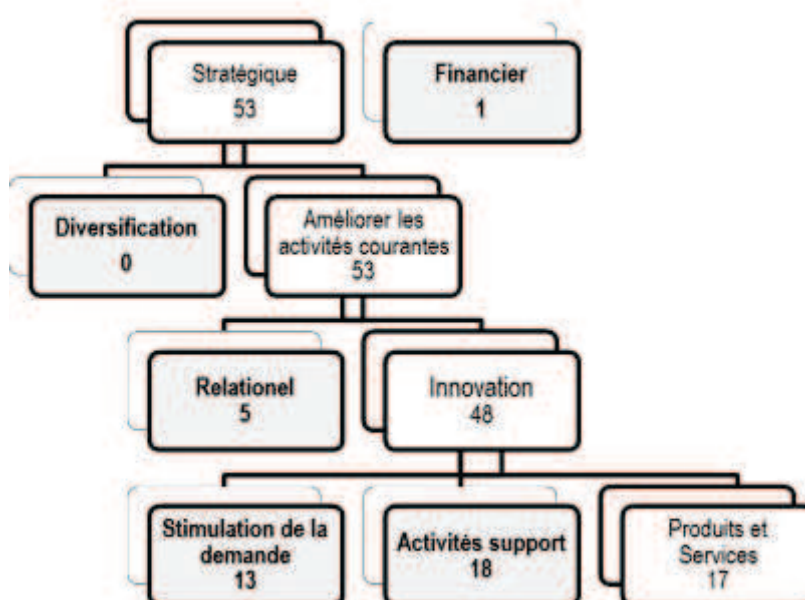 Stratégique
53
Financier
1
Diversification
0
Améliorer les
activités courantes
53
Relationel
5
Innovation
48
Stimulation de la
demande
13
Activités support
18
Produits et
Services
17